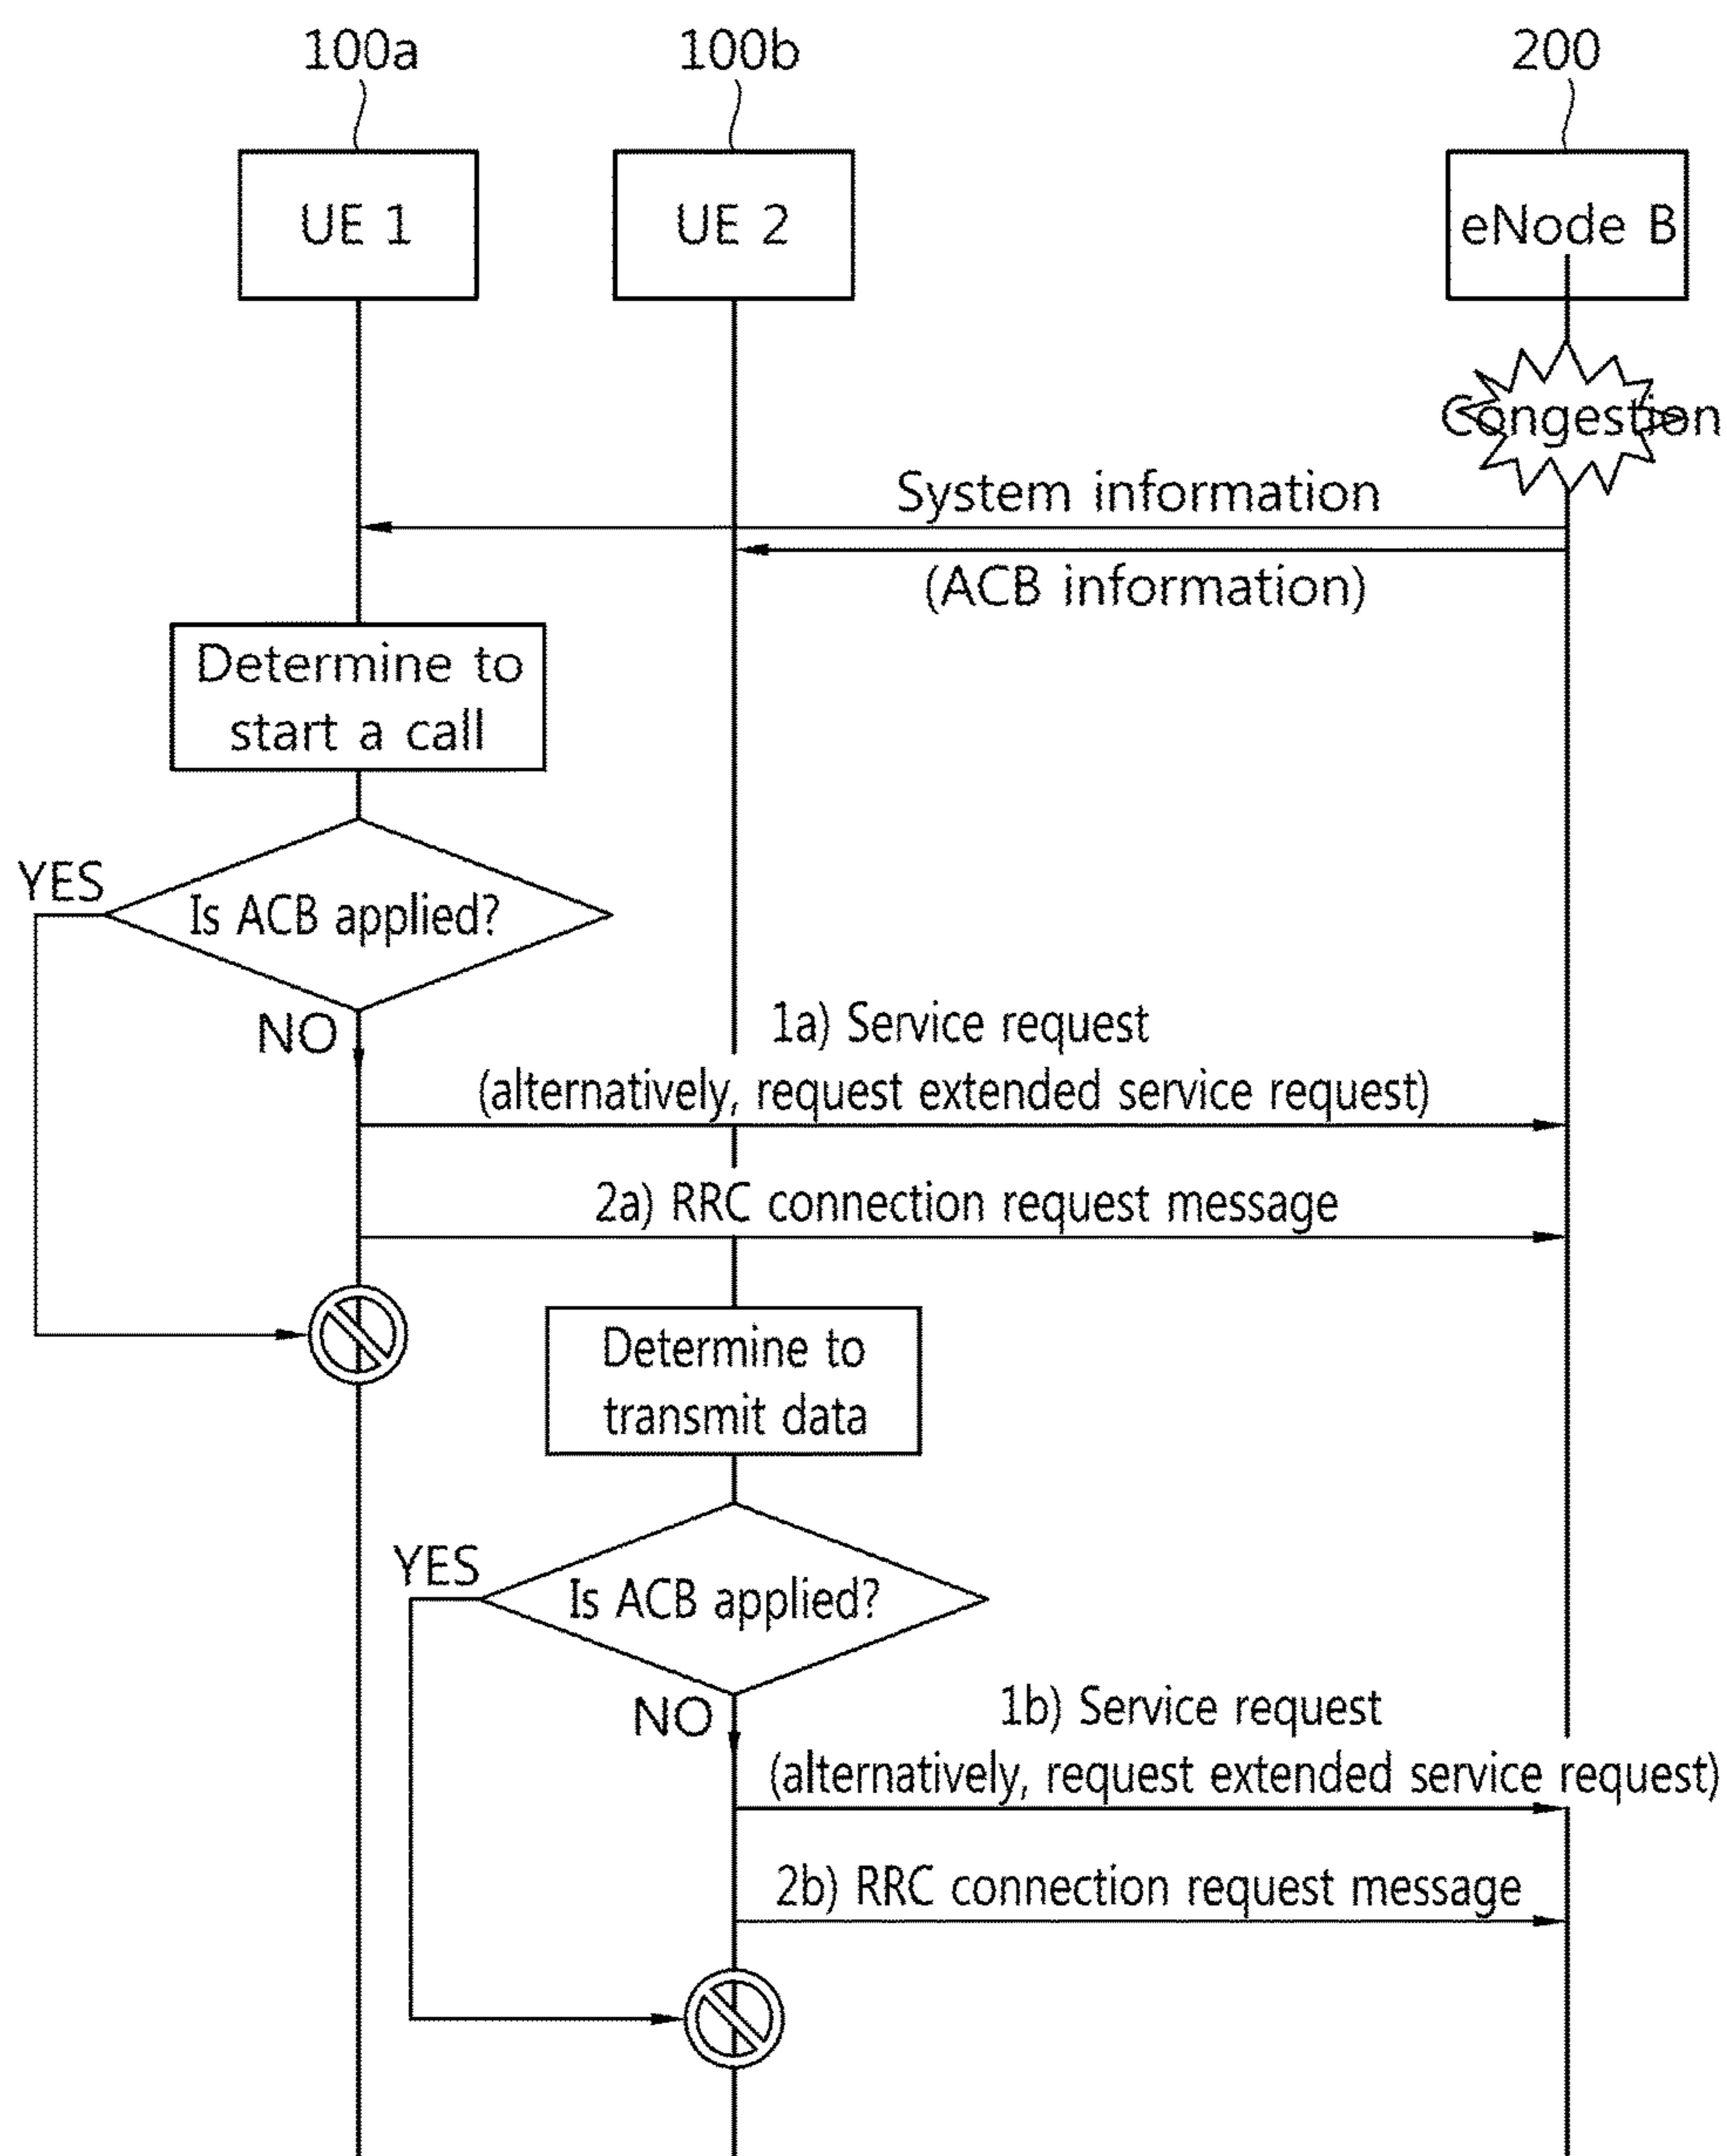 100a
100b
200
UE 1
UE 2
eNode B
Congestion
System information
(ACB information)
Determine to
start a call
YES
Is ACB applied?
NO
1a) Service request
(alternatively, request extended service request)
2a) RRC connection request message
Determine to
transmit data
YES
Is ACB applied?
NO
1b) Service request
(alternatively, request extended service request)
2b) RRC connection request message